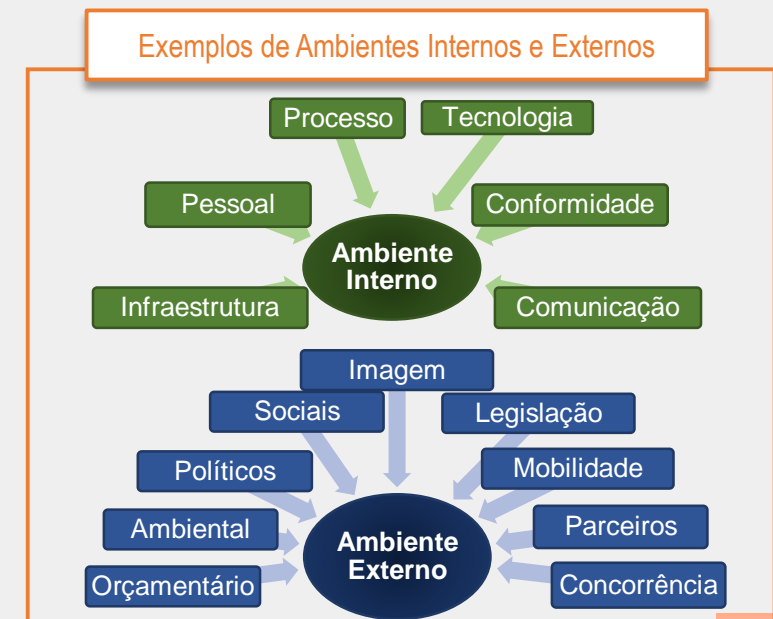 Exemplos de Ambientes Internos e Externos
Processo
Tecnologia
Pessoal
Conformidade
Ambiente
Interno
Infraestrutura
Comunicação
Imagem
Sociais
Legislação
Políticos
Mobilidade
Ambiental
Parceiros
Ambiente
Externo
Orçamentário
Concorrência